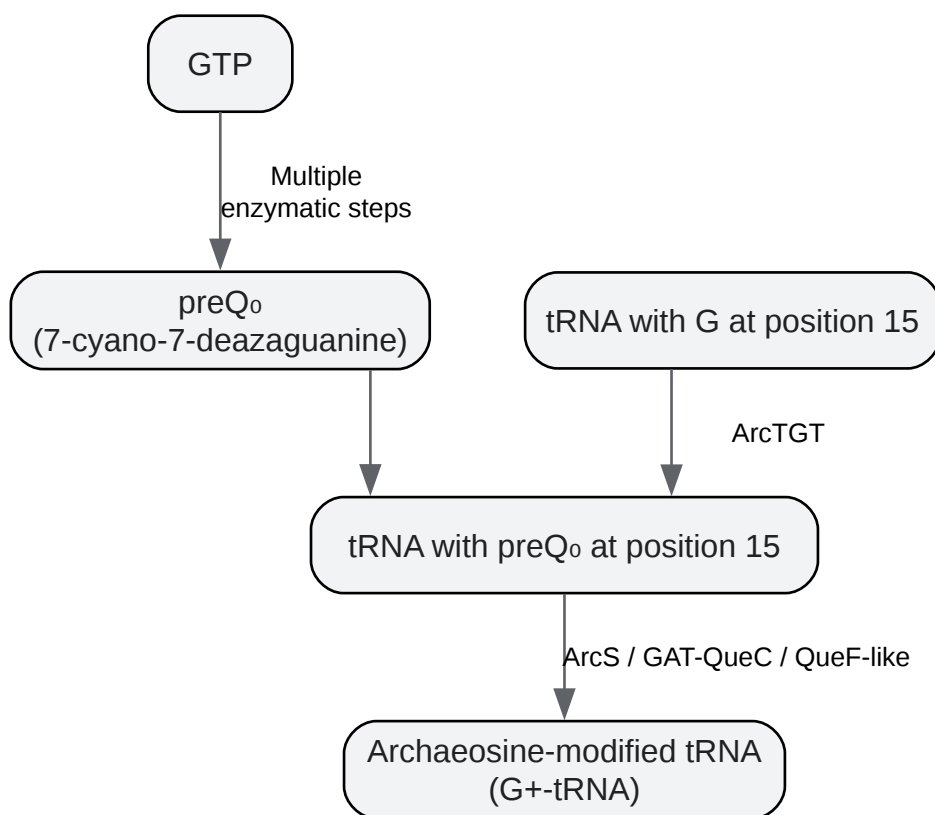 GTP
Multiple
enzymatic steps
preQ₀
(7-cyano-7-deazaguanine)
tRNA with G at position 15
ArcTGT
tRNA with preQ₀ at position 15
ArcS / GAT-QueC / QueF-like
Archaeosine-modified tRNA
(G+-tRNA)